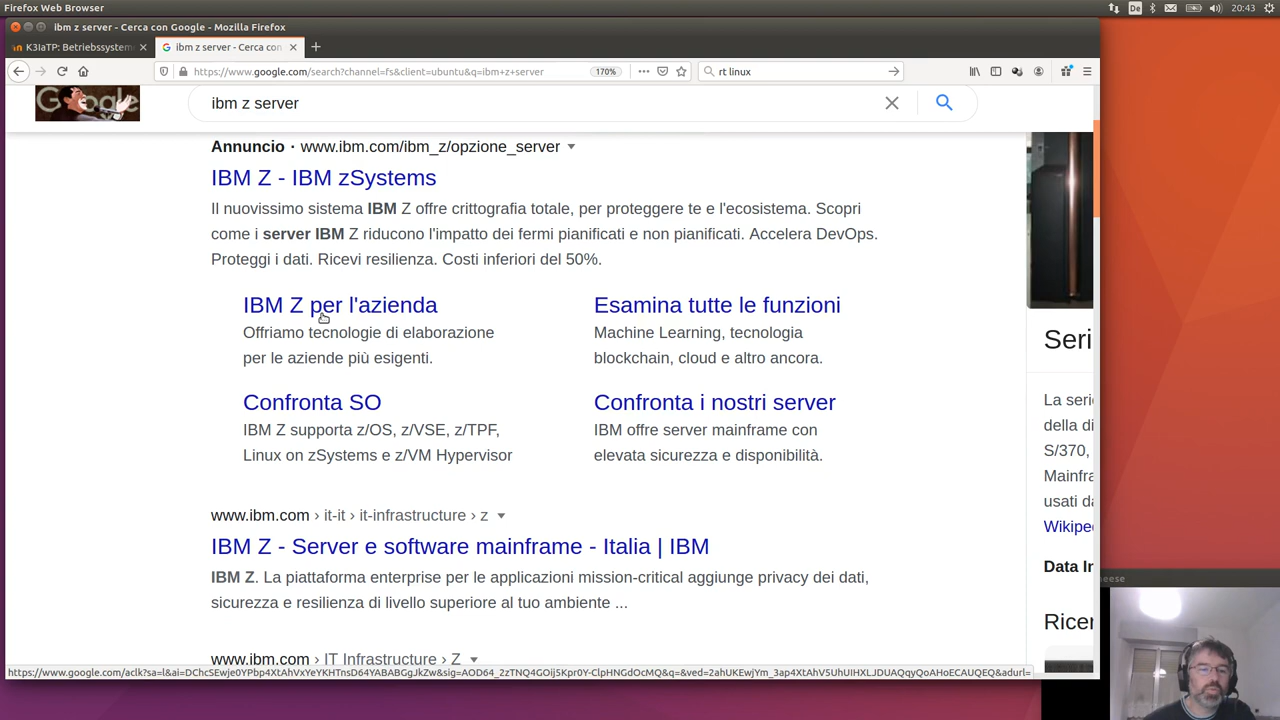 Firefox Web Browser
De
20:43
ibm z server - Cerca con Google - Mozilla Firefox
K3IaTP: Betriebssystem
ibm z server - Cerca con
https://www.google.com/search?channel=fs&client=ubuntu&q=ibm+z+server
170%
rt linux
Google
ibm z server
Annuncio · www.ibm.com/ibm_z/opzione_server
IBM Z - IBM zSystems
Il nuovissimo sistema IBM Z offre crittografia totale, per proteggere te e l'ecosistema. Scopri
come i server IBM Z riducono l'impatto dei fermi pianificati e non pianificati. Accelera DevOps.
Proteggi i dati. Ricevi resilienza. Costi inferiori del 50%.
IBM Z per l'azienda
Offriamo tecnologie di elaborazione
per le aziende più esigenti.
Esamina tutte le funzioni
Machine Learning, tecnologia
blockchain, cloud e altro ancora.
Confronta SO
IBM Z supporta z/OS, z/VSE, z/TPF,
Linux on zSystems e z/VM Hypervisor
Confronta i nostri server
IBM offre server mainframe con
elevata sicurezza e disponibilità.
www.ibm.com › it-it › it-infrastructure › z
IBM Z - Server e software mainframe - Italia | IBM
IBM Z. La piattaforma enterprise per le applicazioni mission-critical aggiunge privacy dei dati,
sicurezza e resilienza di livello superiore al tuo ambiente ...
www.ibm.com › IT Infrastructure › Z
Seri
La serie
della di
S/370,
Mainfra
usati da
Wikipe
Data In
Ricer
eese